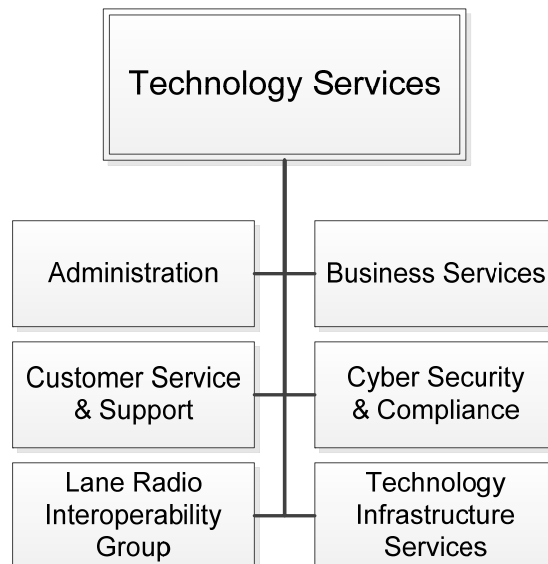 Technology Services
Administration
Business Services
Customer Service
& Support
Cyber Security
& Compliance
Lane Radio
Interoperability
Group
Technology
Infrastructure
Services